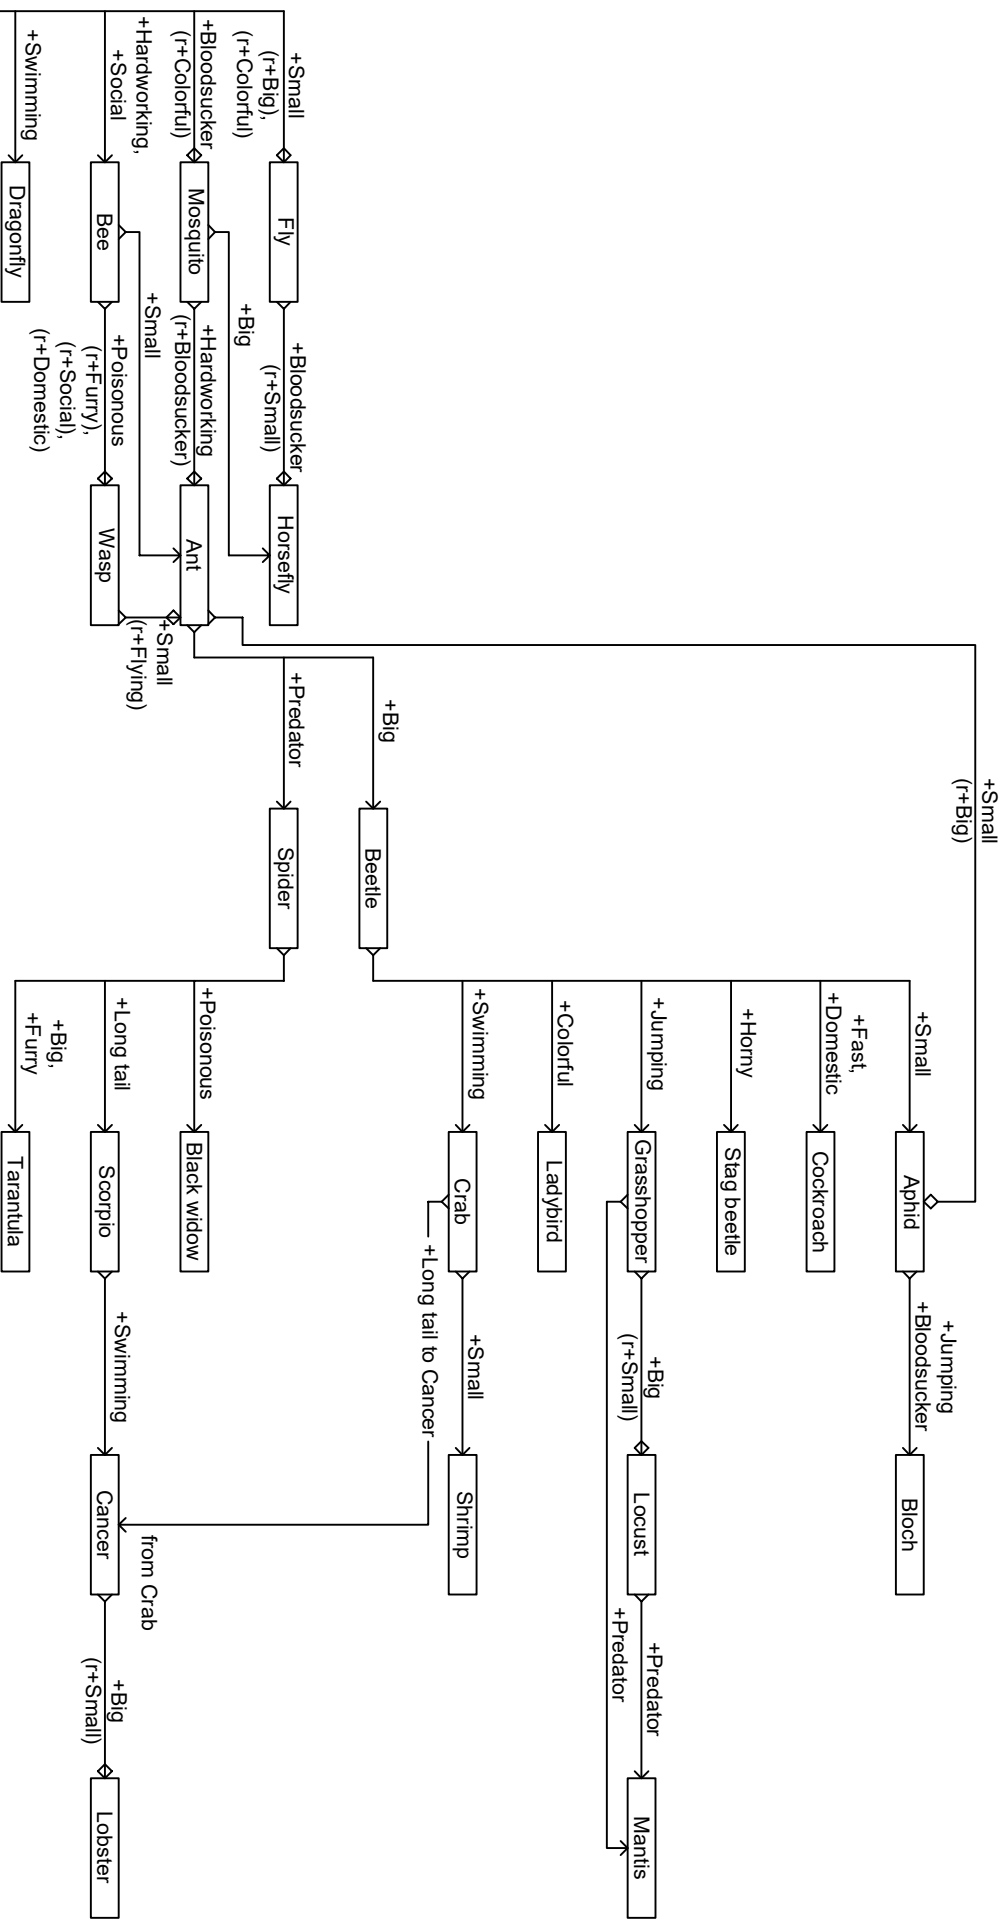 +Small
(r+Big)
+Small
Aphid
+Jumping
+Bloodsucker
Bloch
+Fast,
+Domestic
Cockroach
+Horny
Stag beetle
+Jumping
Grasshopper
+Big
(r+Small)
Locust
+Predator
Mantis
+Predator
+Colorful
Ladybird
+Swimming
Crab
+Small
Shrimp
+Long tail to Cancer
+Big
Beetle
+Small
(r+Big),
(r+Colorful)
Fly
+Bloodsucker
(r+Small)
Horsefly
+Predator
Spider
+Big
+Bloodsucker
(r+Colorful)
Mosquito
+Hardworking
(r+Bloodsucker)
Ant
+Poisonous
Black widow
+Small
+Small
(r+Flying)
from Crab
+Hardworking,
+Social
Bee
+Poisonous
(r+Furry),
(r+Social),
(r+Domestic)
Wasp
+Long tail
Scorpio
+Swimming
Cancer
+Big
(r+Small)
Lobster
+Swimming
Dragonfly
+Big,
+Furry
Tarantula